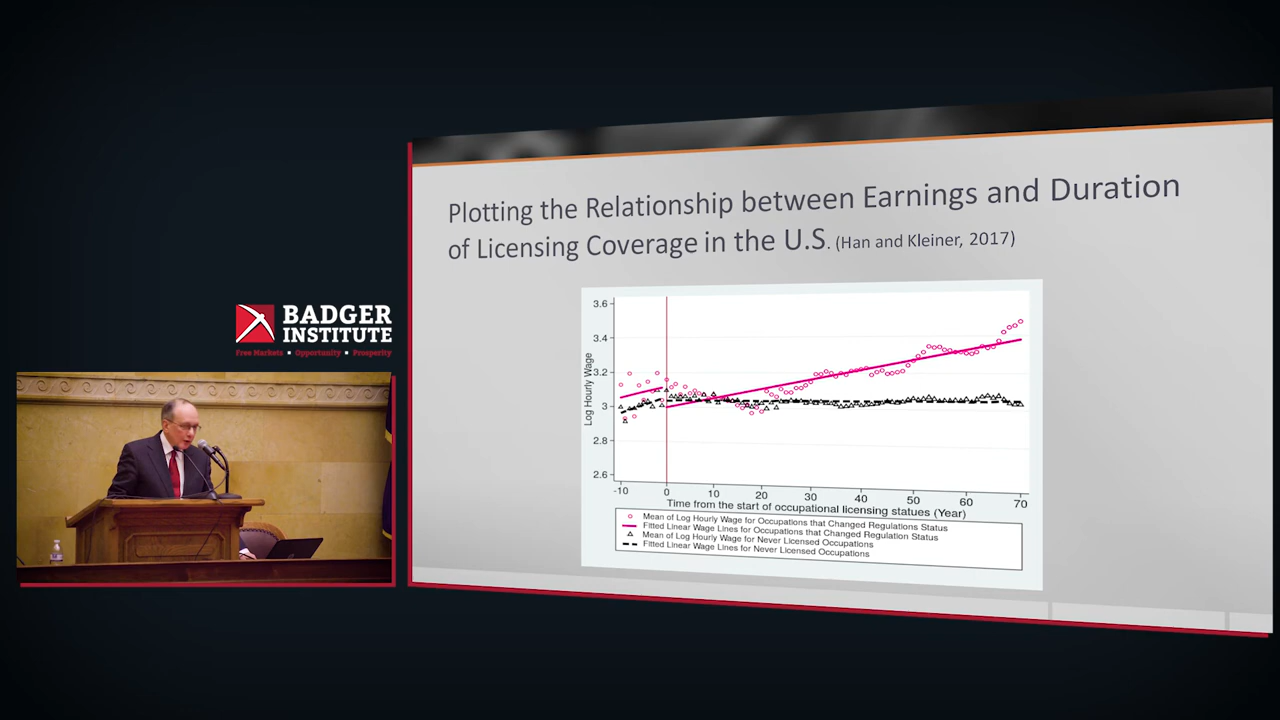 Plotting the Relationship between Earnings and Duration
of Licensing Coverage in the U.S. (Han and Kleiner, 2017)
BADGER
INSTITUTE
Free Markets • Opportunity • Prosperity
Log Hourly Wage
3.6
3.4
3.2
3
2.8
2.6
-10 0 10 20 30 40 50 60 70
Time from the start of occupational licensing statues (Year)
Mean of Log Hourly Wage for Occupations that Changed Regulations Status
Fitted Linear Wage Lines for Occupations that Changed Regulation Status
Mean of Log Hourly Wage for Never Licensed Occupations
Fitted Linear Wage Lines for Never Licensed Occupations